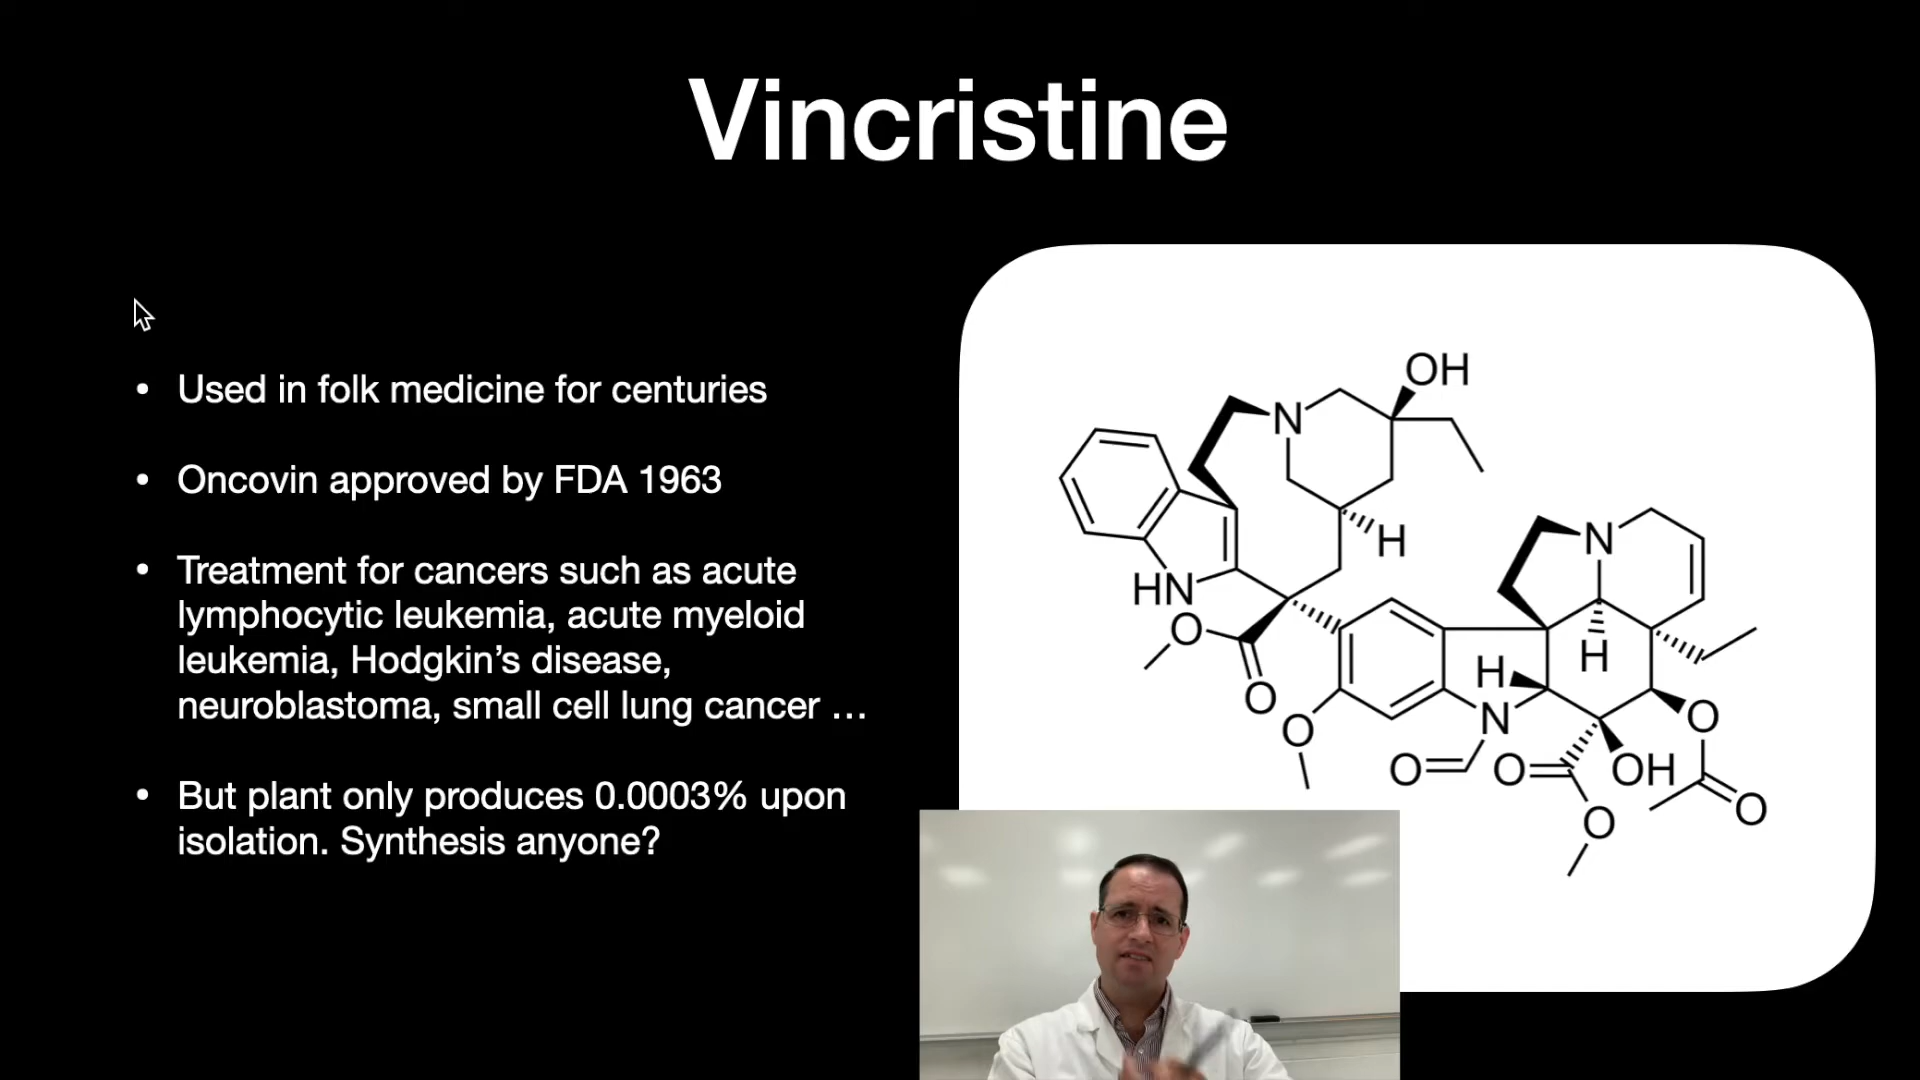 Vincristine
• Used in folk medicine for centuries
• Oncovin approved by FDA 1963
• Treatment for cancers such as acute
lymphocytic leukemia, acute myeloid
leukemia, Hodgkin’s disease,
neuroblastoma, small cell lung cancer …
• But plant only produces 0.0003% upon
isolation. Synthesis anyone?
OH
N
H
N
HN
O
H
H
O
O
N
O
O
O
OH
O
O